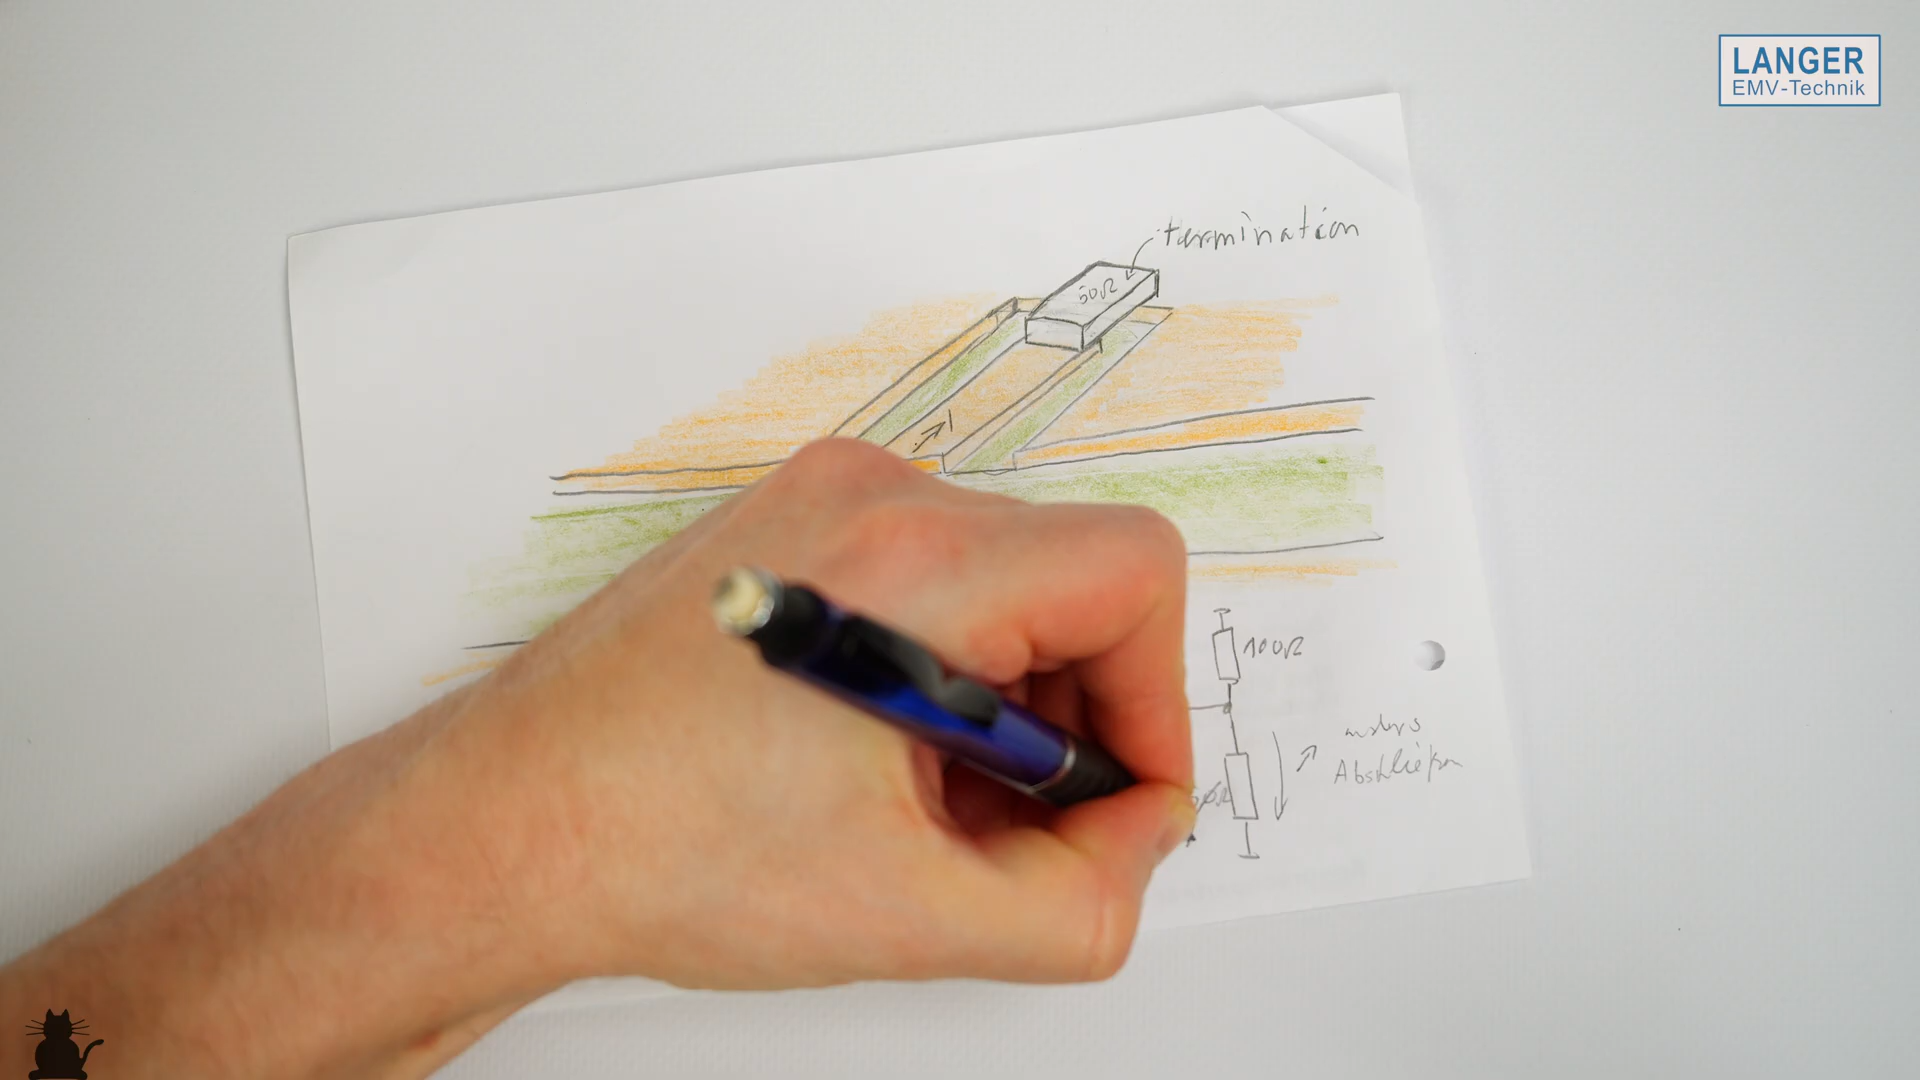 LANGER
EMV-Technik
termination
50Ω
100Ω
Abschließen